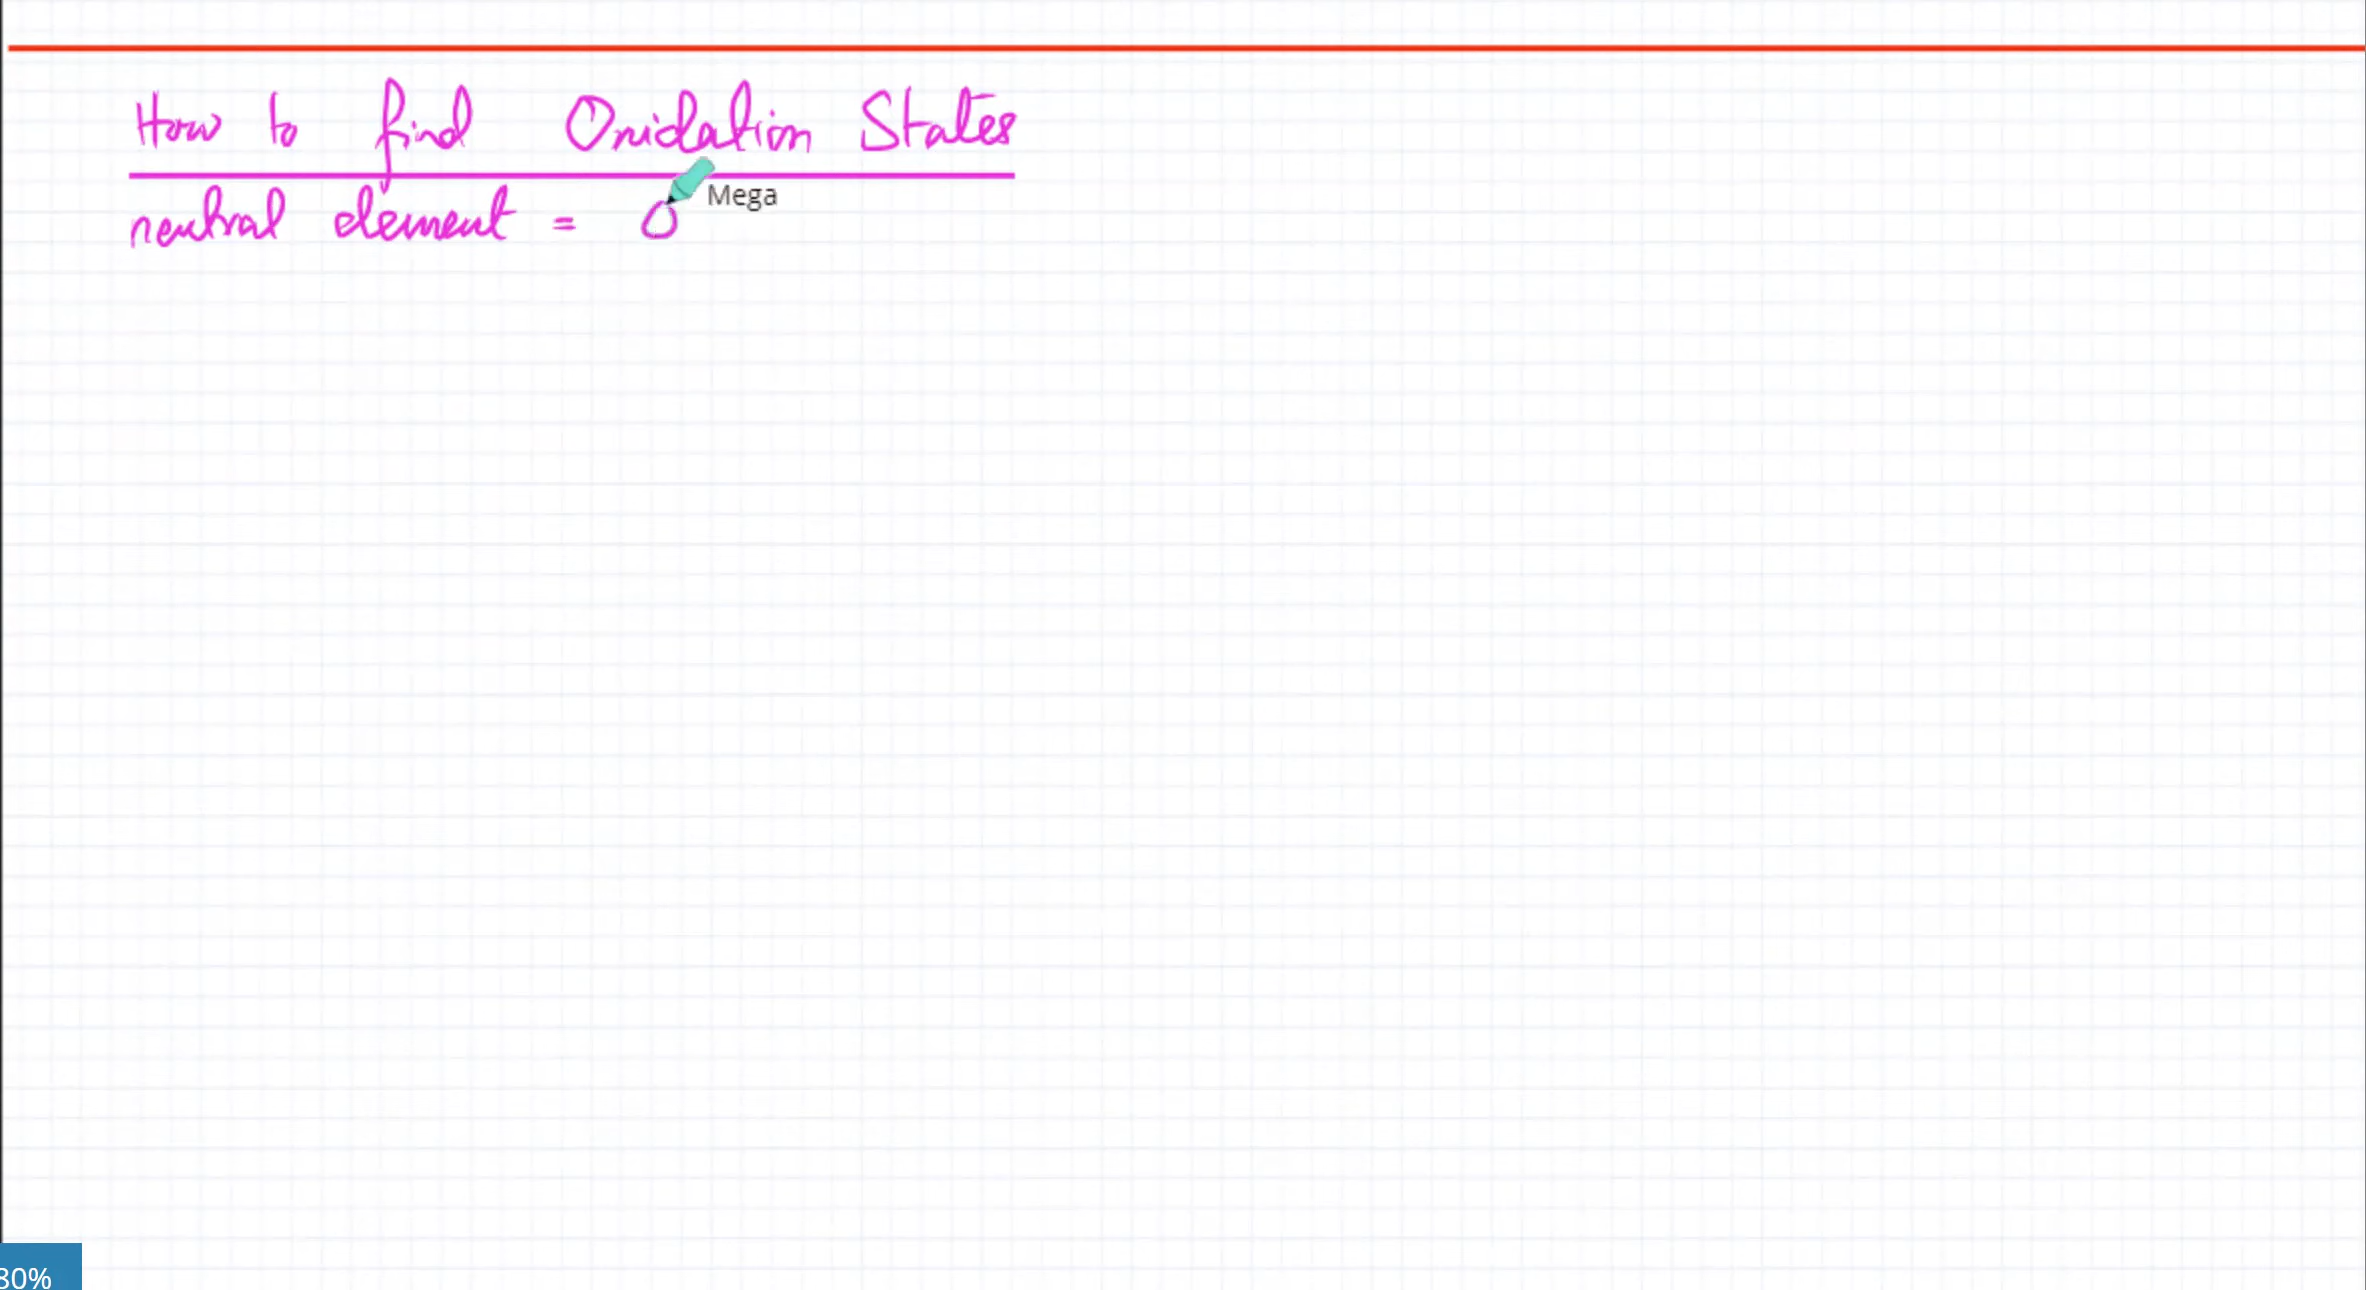 How to find Oxidation States
neutral element = 0
Mega
30%